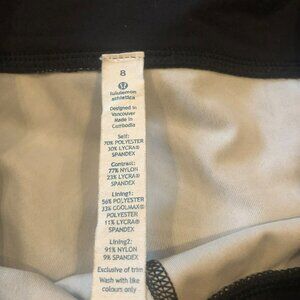 8
lululemon
athletica
Designed in
Vancouver
Made in
Cambodia
Self:
70% POLYESTER
30% LYCRA®
SPANDEX
Contrast:
77% NYLON
23% LYCRA®
SPANDEX
Lining1:
56% POLYESTER
33% COOLMAX®
POLYESTER
11% LYCRA®
SPANDEX
Lining2:
91% NYLON
9% SPANDEX
Exclusive of trim
Wash with like
colours only